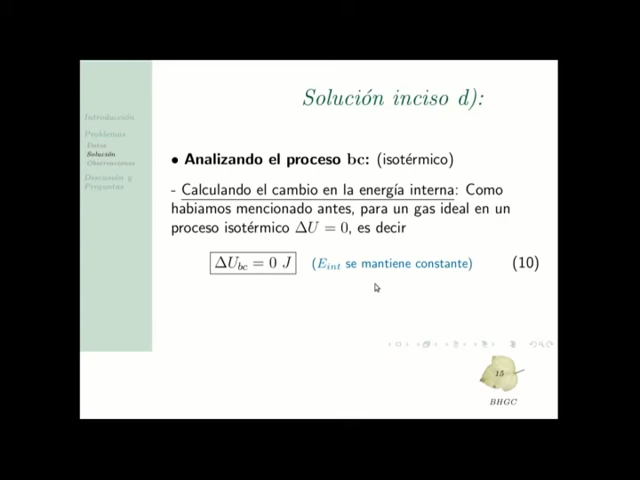 Solución inciso d):
Introducción
Problemas
Datos
Solución
Observaciones
Discusión y
Preguntas
• Analizando el proceso bc: (isotérmico)
- Calculando el cambio en la energía interna: Como
habiamos mencionado antes, para un gas ideal en un
proceso isotérmico ΔU = 0, es decir
ΔU_bc = 0 J (E_int se mantiene constante) (10)
15
BHGC